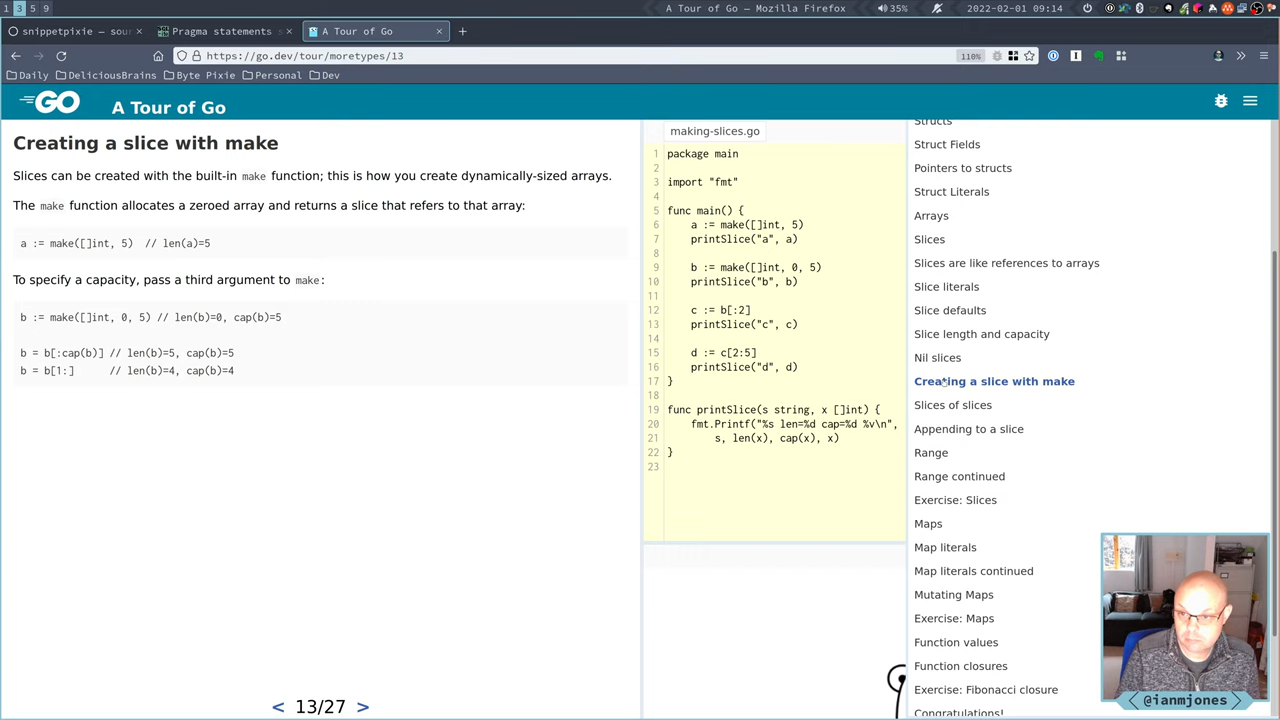 1 3 5 9
A Tour of Go — Mozilla Firefox
35%
2022-02-01 09:14
snippetpixie — sour
Pragma statements s
A Tour of Go
https://go.dev/tour/moretypes/13
110%
Daily
DeliciousBrains
Byte Pixie
Personal
Dev
GO
A Tour of Go
Creating a slice with make
Slices can be created with the built-in make function; this is how you create dynamically-sized arrays.
The make function allocates a zeroed array and returns a slice that refers to that array:
a := make([]int, 5)  // len(a)=5
To specify a capacity, pass a third argument to make:
b := make([]int, 0, 5) // len(b)=0, cap(b)=5
b = b[:cap(b)] // len(b)=5, cap(b)=5
b = b[1:]      // len(b)=4, cap(b)=4
< 13/27 >
making-slices.go
1 package main
2
3 import "fmt"
4
5 func main() {
6     a := make([]int, 5)
7     printSlice("a", a)
8
9     b := make([]int, 0, 5)
10     printSlice("b", b)
11
12     c := b[:2]
13     printSlice("c", c)
14
15     d := c[2:5]
16     printSlice("d", d)
17 }
18
19 func printSlice(s string, x []int) {
20     fmt.Printf("%s len=%d cap=%d %v\n",
21         s, len(x), cap(x), x)
22 }
23
Structs
Struct Fields
Pointers to structs
Struct Literals
Arrays
Slices
Slices are like references to arrays
Slice literals
Slice defaults
Slice length and capacity
Nil slices
Creating a slice with make
Slices of slices
Appending to a slice
Range
Range continued
Exercise: Slices
Maps
Map literals
Map literals continued
Mutating Maps
Exercise: Maps
Function values
Function closures
Exercise: Fibonacci closure
Congratulations!
@ianmjones